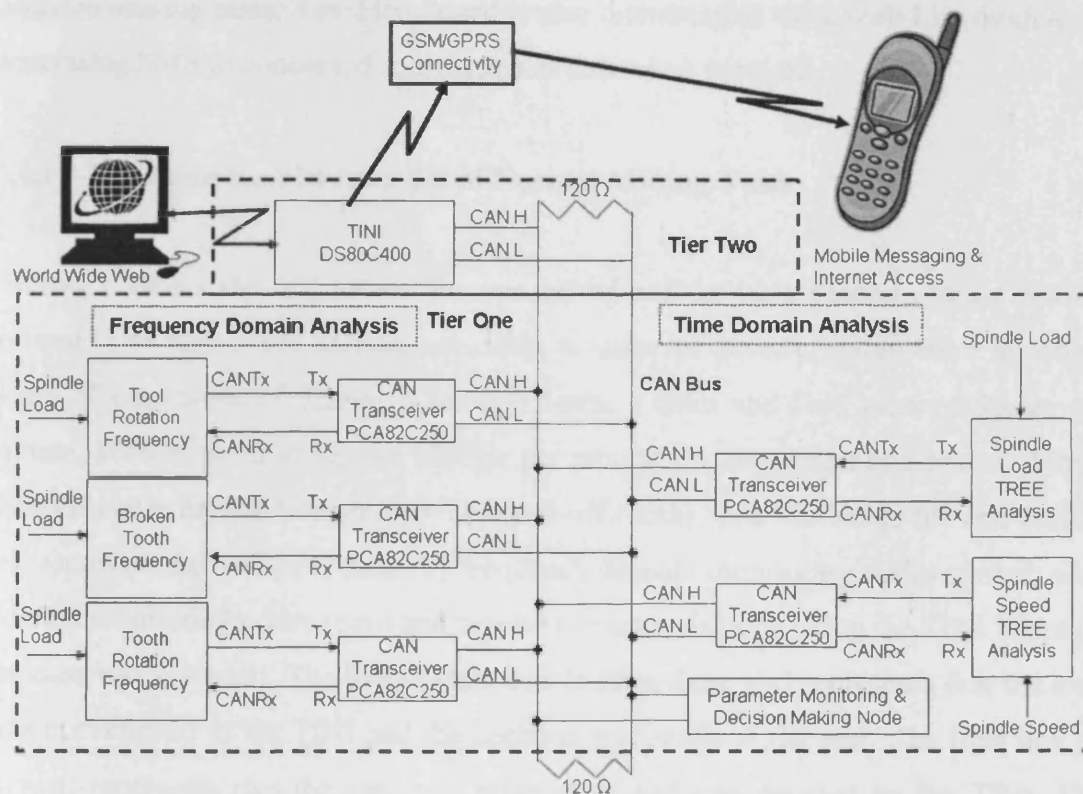 GSM/GPRS
Connectivity
120 Ω
TINI
DS80C400
CAN H
CAN L
Tier Two
World Wide Web
Mobile Messaging &
Internet Access
Frequency Domain Analysis
Tier One
Time Domain Analysis
CAN Bus
Spindle
Load
Tool
Rotation
Frequency
CANTx
Tx
CANRx
Rx
CAN
Transceiver
PCA82C250
CAN H
CAN L
Spindle
Load
Broken
Tooth
Frequency
CANTx
Tx
CANRx
Rx
CAN
Transceiver
PCA82C250
CAN H
CAN L
Spindle
Load
Tooth
Rotation
Frequency
CANTx
Tx
CANRx
Rx
CAN
Transceiver
PCA82C250
CAN H
CAN L
Spindle Load
CAN H
CAN L
CAN
Transceiver
PCA82C250
CANTx
Tx
CANRx
Rx
Spindle
Load
TREE
Analysis
CAN H
CAN L
CAN
Transceiver
PCA82C250
CANTx
Tx
CANRx
Rx
Spindle
Speed
TREE
Analysis
Parameter Monitoring &
Decision Making Node
Spindle Speed
120 Ω